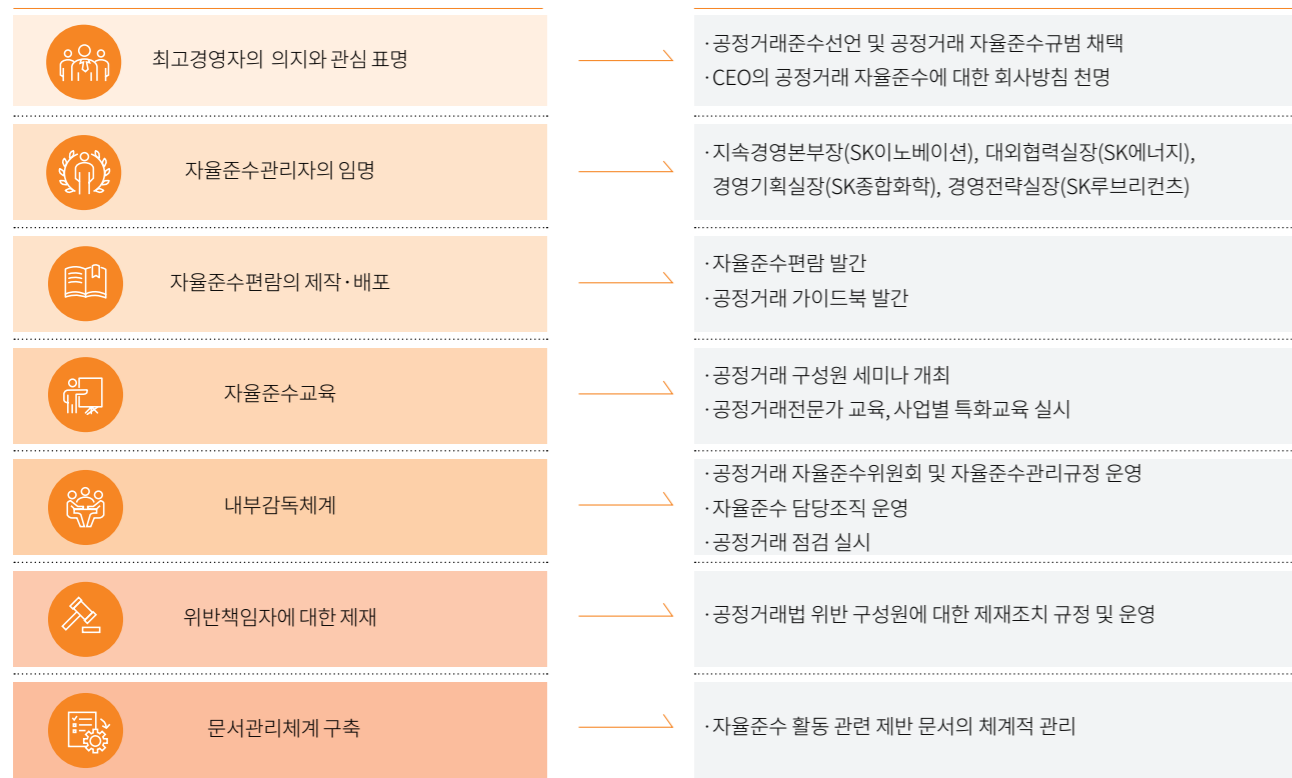 최고경영자의 의지와 관심 표명
·공정거래준수선언 및 공정거래 자율준수규범 채택
·CEO의 공정거래 자율준수에 대한 회사방침 천명
자율준수관리자의 임명
·지속경영본부장(SK이노베이션), 대외협력실장(SK에너지),
경영기획실장(SK종합화학), 경영전략실장(SK루브리컨츠)
자율준수편람의 제작·배포
·자율준수편람 발간
·공정거래 가이드북 발간
자율준수교육
·공정거래 구성원 세미나 개최
·공정거래전문가 교육, 사업별 특화교육 실시
내부감독체계
·공정거래 자율준수위원회 및 자율준수관리규정 운영
·자율준수 담당조직 운영
·공정거래 점검 실시
위반책임자에 대한 제재
·공정거래법 위반 구성원에 대한 제재조치 규정 및 운영
문서관리체계 구축
·자율준수 활동 관련 제반 문서의 체계적 관리